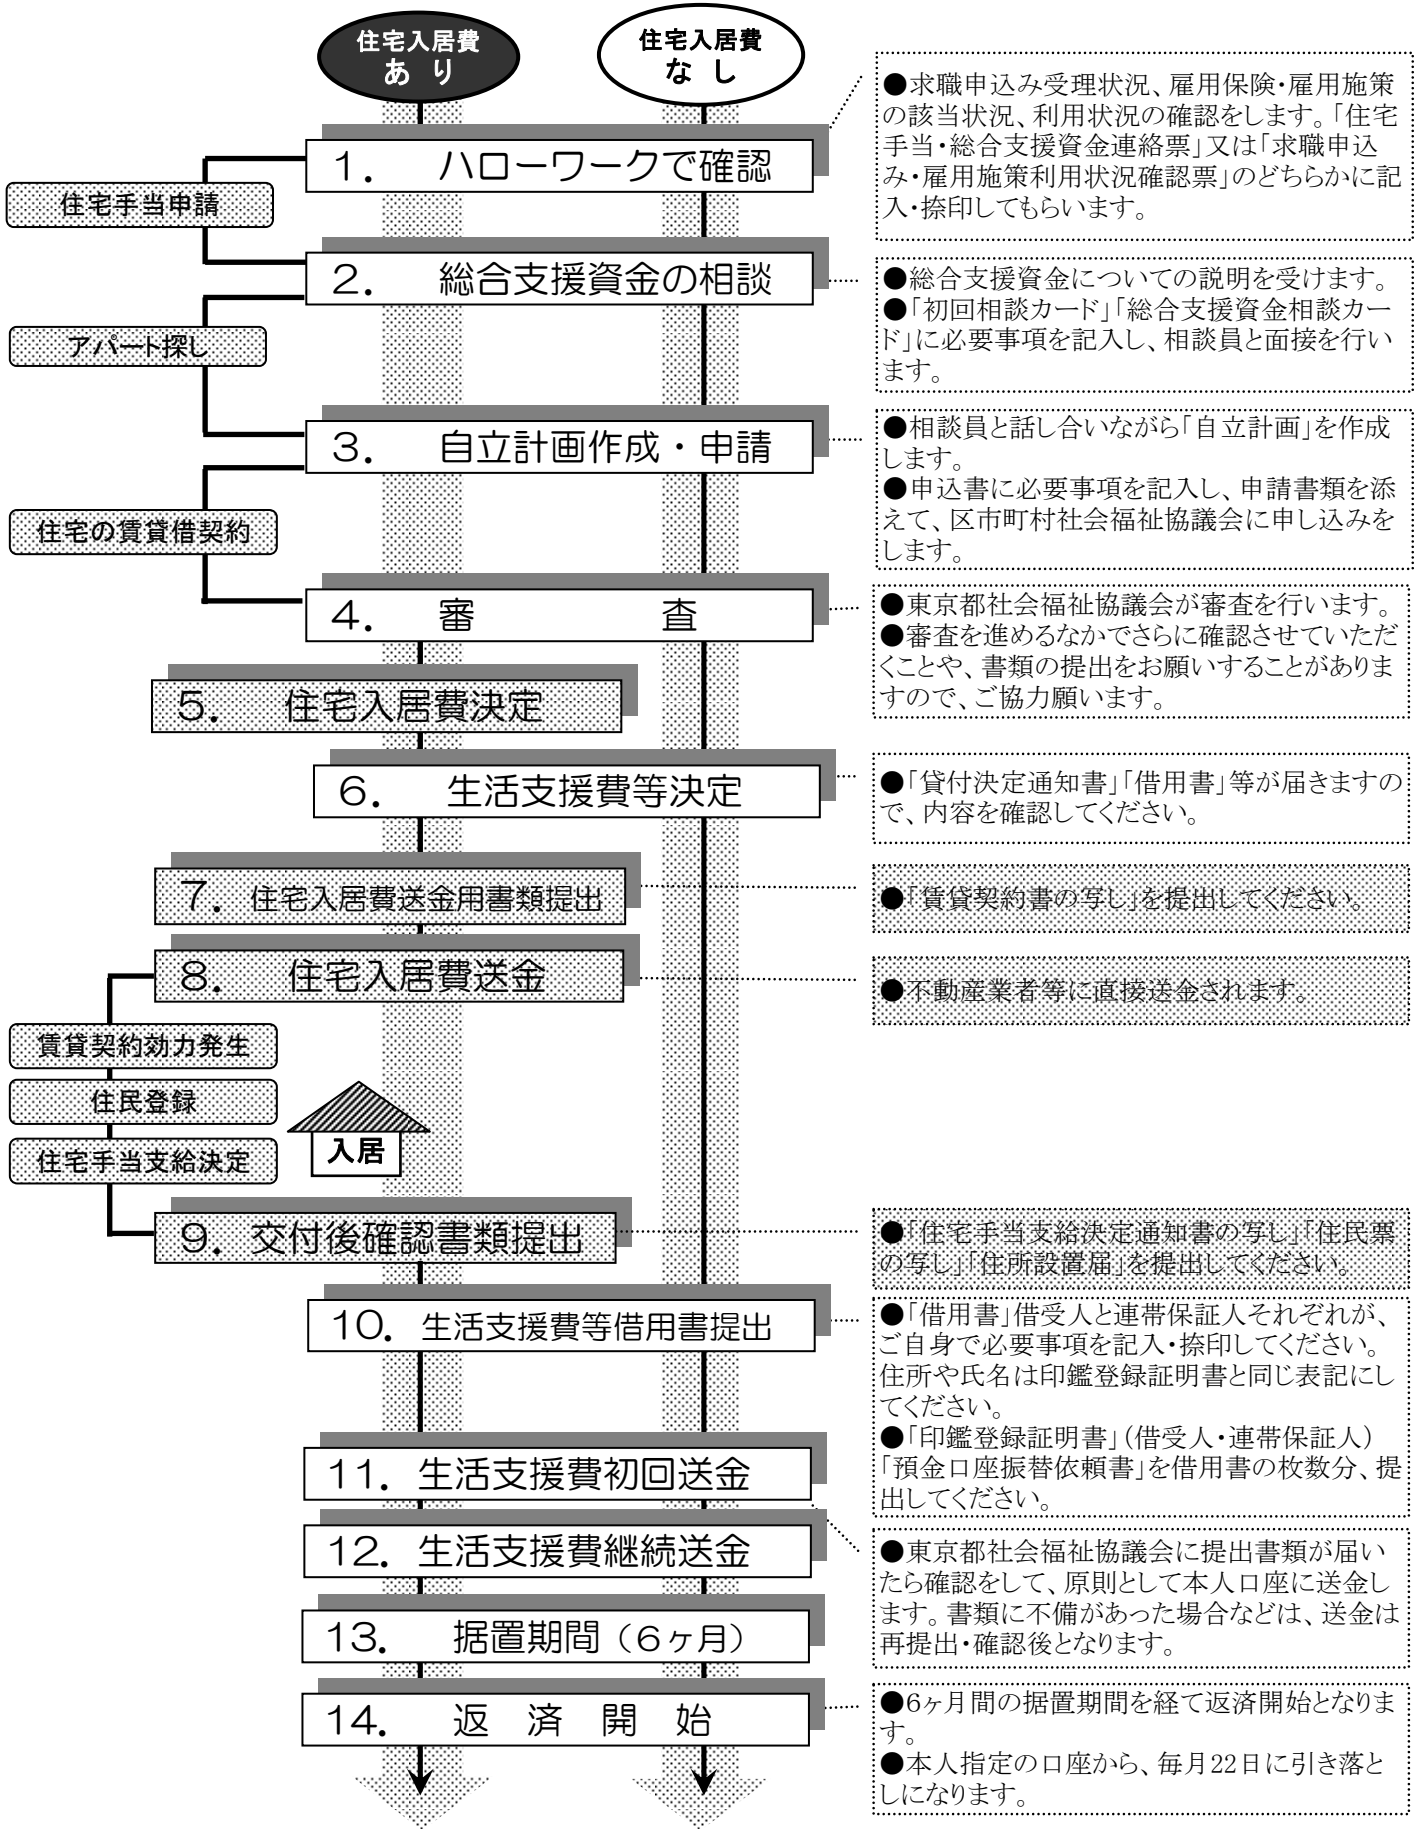 住宅入居費
あ り
住宅入居費
な し
●求職申込み受理状況、雇用保険・雇用施策
の該当状況、利用状況の確認をします。「住宅
手当・総合支援資金連絡票」又は「求職申込
み・雇用施策利用状況確認票」のどちらかに記
入・捺印してもらいます。
1. ハローワークで確認
住宅手当申請
2. 総合支援資金の相談
●総合支援資金についての説明を受けます。
●「初回相談カード」「総合支援資金相談カー
ド」に必要事項を記入し、相談員と面接を行い
ます。
アパート探し
3. 自立計画作成・申請
●相談員と話し合いながら「自立計画」を作成
します。
●申込書に必要事項を記入し、申請書類を添
えて、区市町村社会福祉協議会に申し込みを
します。
住宅の賃貸借契約
4. 審 査
●東京都社会福祉協議会が審査を行います。
●審査を進めるなかでさらに確認させていただ
くことや、書類の提出をお願いすることがありま
すので、ご協力願います。
5. 住宅入居費決定
6. 生活支援費等決定
●「貸付決定通知書」「借用書」等が届きますの
で、内容を確認してください。
7. 住宅入居費送金用書類提出
●「賃貸契約書の写し」を提出してください。
8. 住宅入居費送金
●不動産業者等に直接送金されます。
賃貸契約効力発生
住民登録
住宅手当支給決定
入居
9. 交付後確認書類提出
●「住宅手当支給決定通知書の写し」「住民票
の写し」「住所設置届」を提出してください。
10. 生活支援費等借用書提出
●「借用書」借受人と連帯保証人それぞれが、
ご自身で必要事項を記入・捺印してください。
住所や氏名は印鑑登録証明書と同じ表記にし
てください。
●「印鑑登録証明書」(借受人・連帯保証人)
「預金口座振替依頼書」を借用書の枚数分、提
出してください。
11. 生活支援費初回送金
12. 生活支援費継続送金
●東京都社会福祉協議会に提出書類が届い
たら確認をして、原則として本人口座に送金し
ます。書類に不備があった場合などは、送金は
再提出・確認後となります。
13. 据置期間(6ヶ月)
14. 返 済 開 始
●6ヶ月間の据置期間を経て返済開始となりま
す。
●本人指定の口座から、毎月22日に引き落と
しになります。